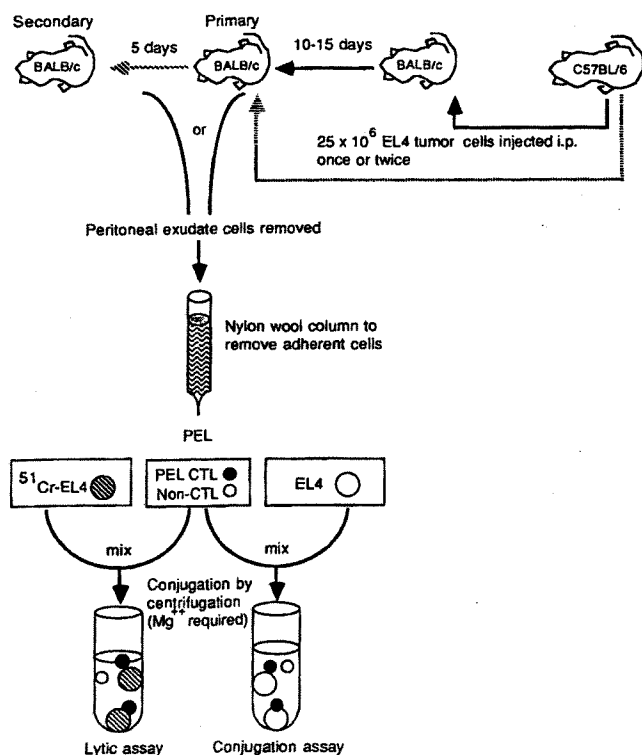 Secondary
Primary
BALB/c
5 days
BALB/c
10-15 days
BALB/c
C57BL/6
or
25 x 10⁶ EL4 tumor cells injected i.p.
once or twice
Peritoneal exudate cells removed
Nylon wool column to
remove adherent cells
PEL
⁵¹Cr-EL4
PEL CTL
Non-CTL
EL4
mix
mix
Conjugation by
centrifugation
(Mg⁺⁺ required)
Lytic assay
Conjugation assay